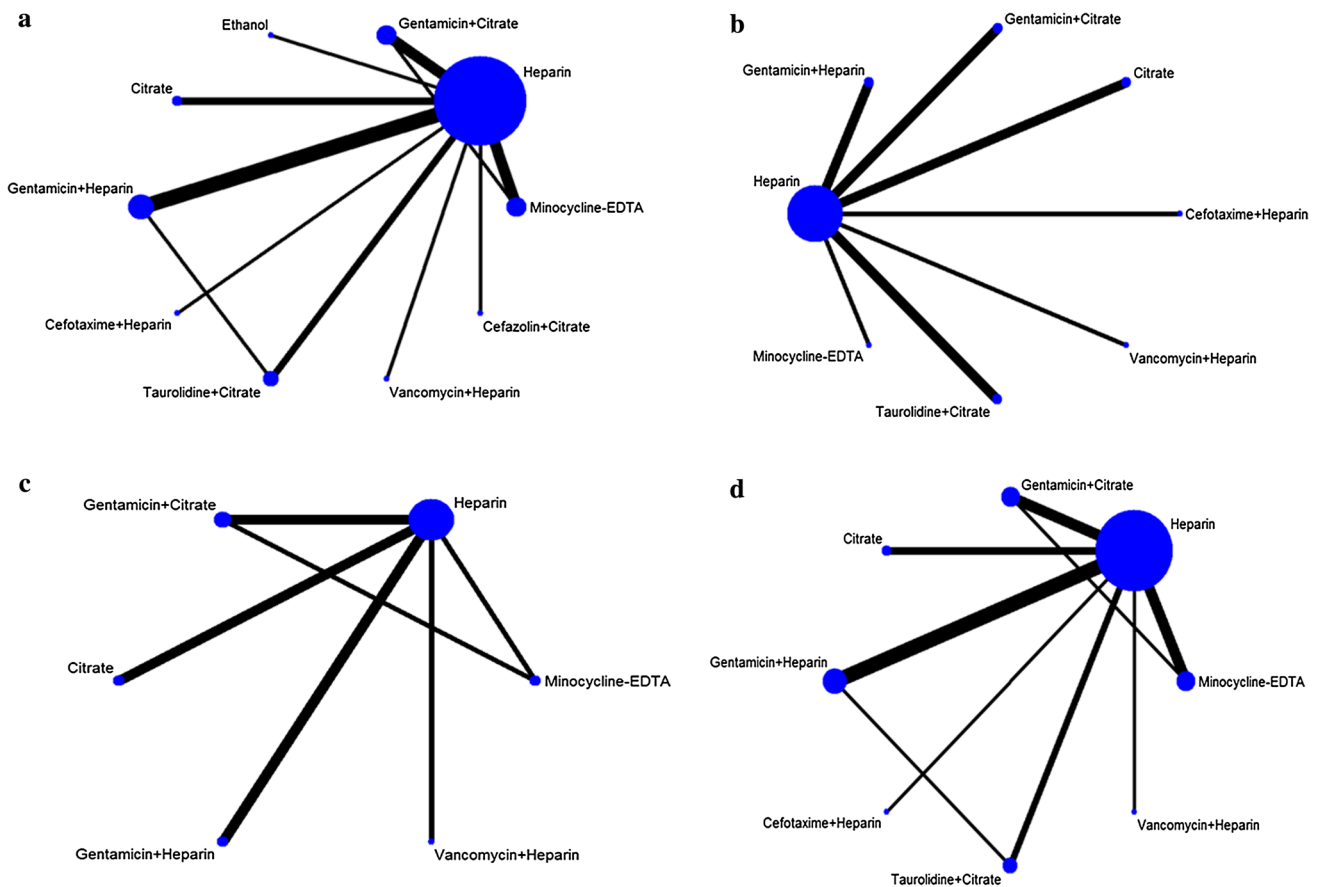 a
Ethanol
Gentamicin+Citrate
Heparin
Citrate
Gentamicin+Heparin
Minocycline-EDTA
Cefotaxime+Heparin
Cefazolin+Citrate
Taurolidine+Citrate
Vancomycin+Heparin
b
Gentamicin+Citrate
Gentamicin+Heparin
Citrate
Heparin
Cefotaxime+Heparin
Minocycline-EDTA
Vancomycin+Heparin
Taurolidine+Citrate
c
Gentamicin+Citrate
Heparin
Citrate
Minocycline-EDTA
Gentamicin+Heparin
Vancomycin+Heparin
d
Gentamicin+Citrate
Heparin
Citrate
Gentamicin+Heparin
Minocycline-EDTA
Cefotaxime+Heparin
Vancomycin+Heparin
Taurolidine+Citrate